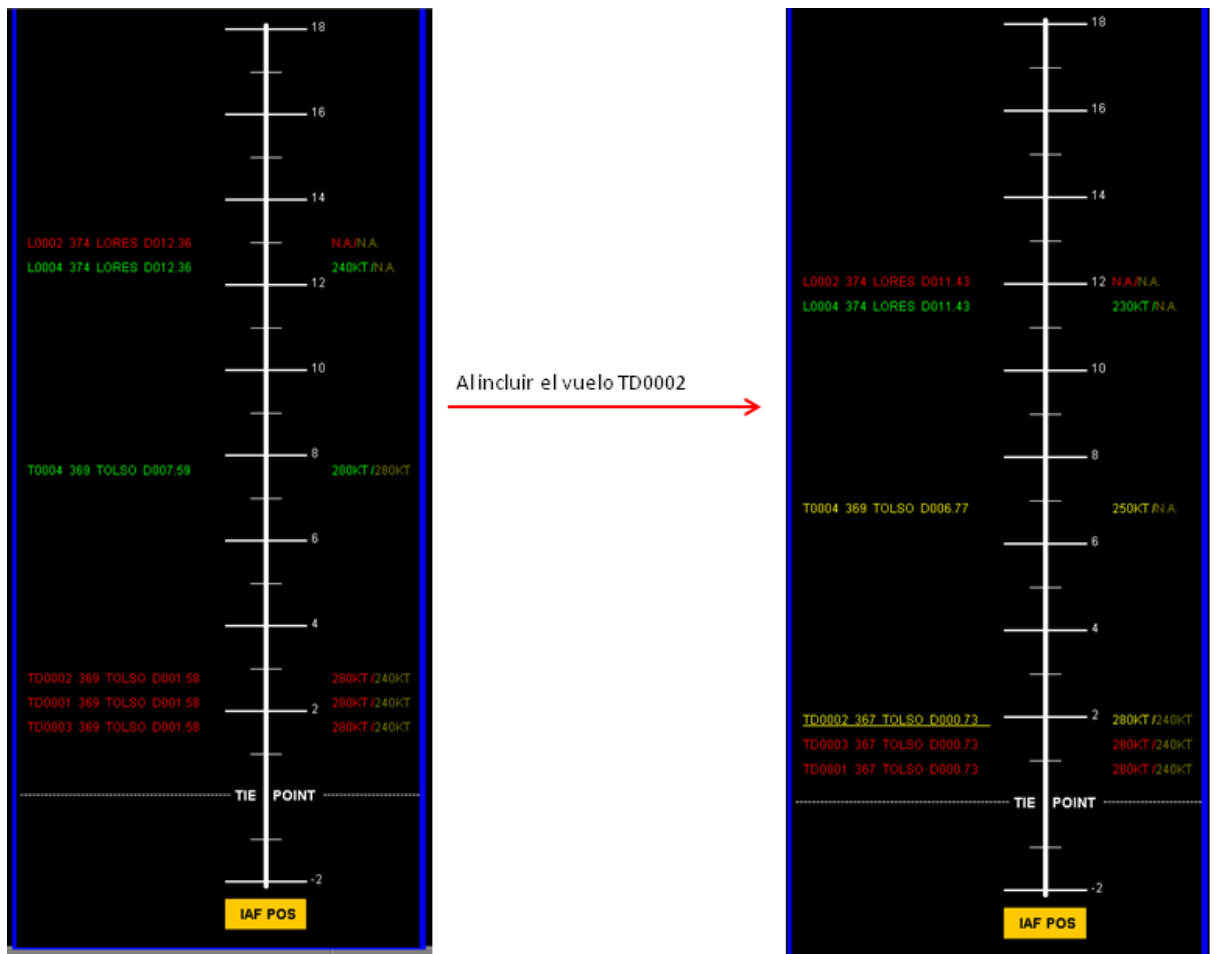 18
16
14
L0002 374 LORES D012.36 N.A./N.A.
L0004 374 LORES D012.36 240KT /N.A.
12
10
8
T0004 369 TOLSO D007.59 280KT /280KT
6
4
TD0002 369 TOLSO D001.58 280KT /240KT
TD0001 369 TOLSO D001.58 2 280KT /240KT
TD0003 369 TOLSO D001.58 280KT /240KT
TIE POINT
-2
IAF POS
Al incluir el vuelo TD0002
18
16
14
L0002 374 LORES D011.43 12 N.A./N.A.
L0004 374 LORES D011.43 230KT /N.A.
10
8
T0004 369 TOLSO D006.77 250KT /N.A.
6
4
TD0002 367 TOLSO D000.73 2 280KT /240KT
TD0003 367 TOLSO D000.73 280KT /240KT
TD0001 367 TOLSO D000.73 280KT /240KT
TIE POINT
-2
IAF POS